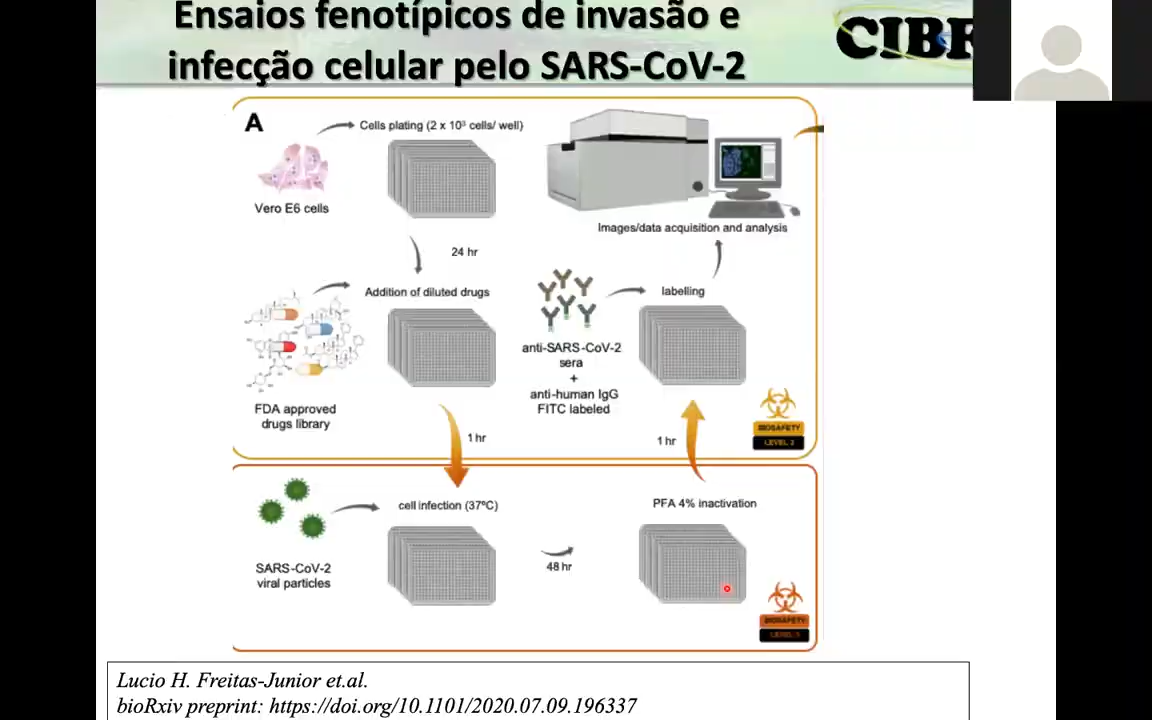 Ensaios fenotípicos de invasão e
infecção celular pelo SARS-CoV-2
A
Cells plating (2 x 10³ cells/ well)
Vero E6 cells
Images/data acquisition and analysis
24 hr
Addition of diluted drugs
labelling
anti-SARS-CoV-2
sera
+
anti-human IgG
FITC labeled
FDA approved
drugs library
BIOSAFETY
LEVEL 2
1 hr
1 hr
cell infection (37ºC)
PFA 4% inactivation
SARS-CoV-2
viral particles
48 hr
BIOSAFETY
Lucio H. Freitas-Junior et.al.
bioRxiv preprint: https://doi.org/10.1101/2020.07.09.196337